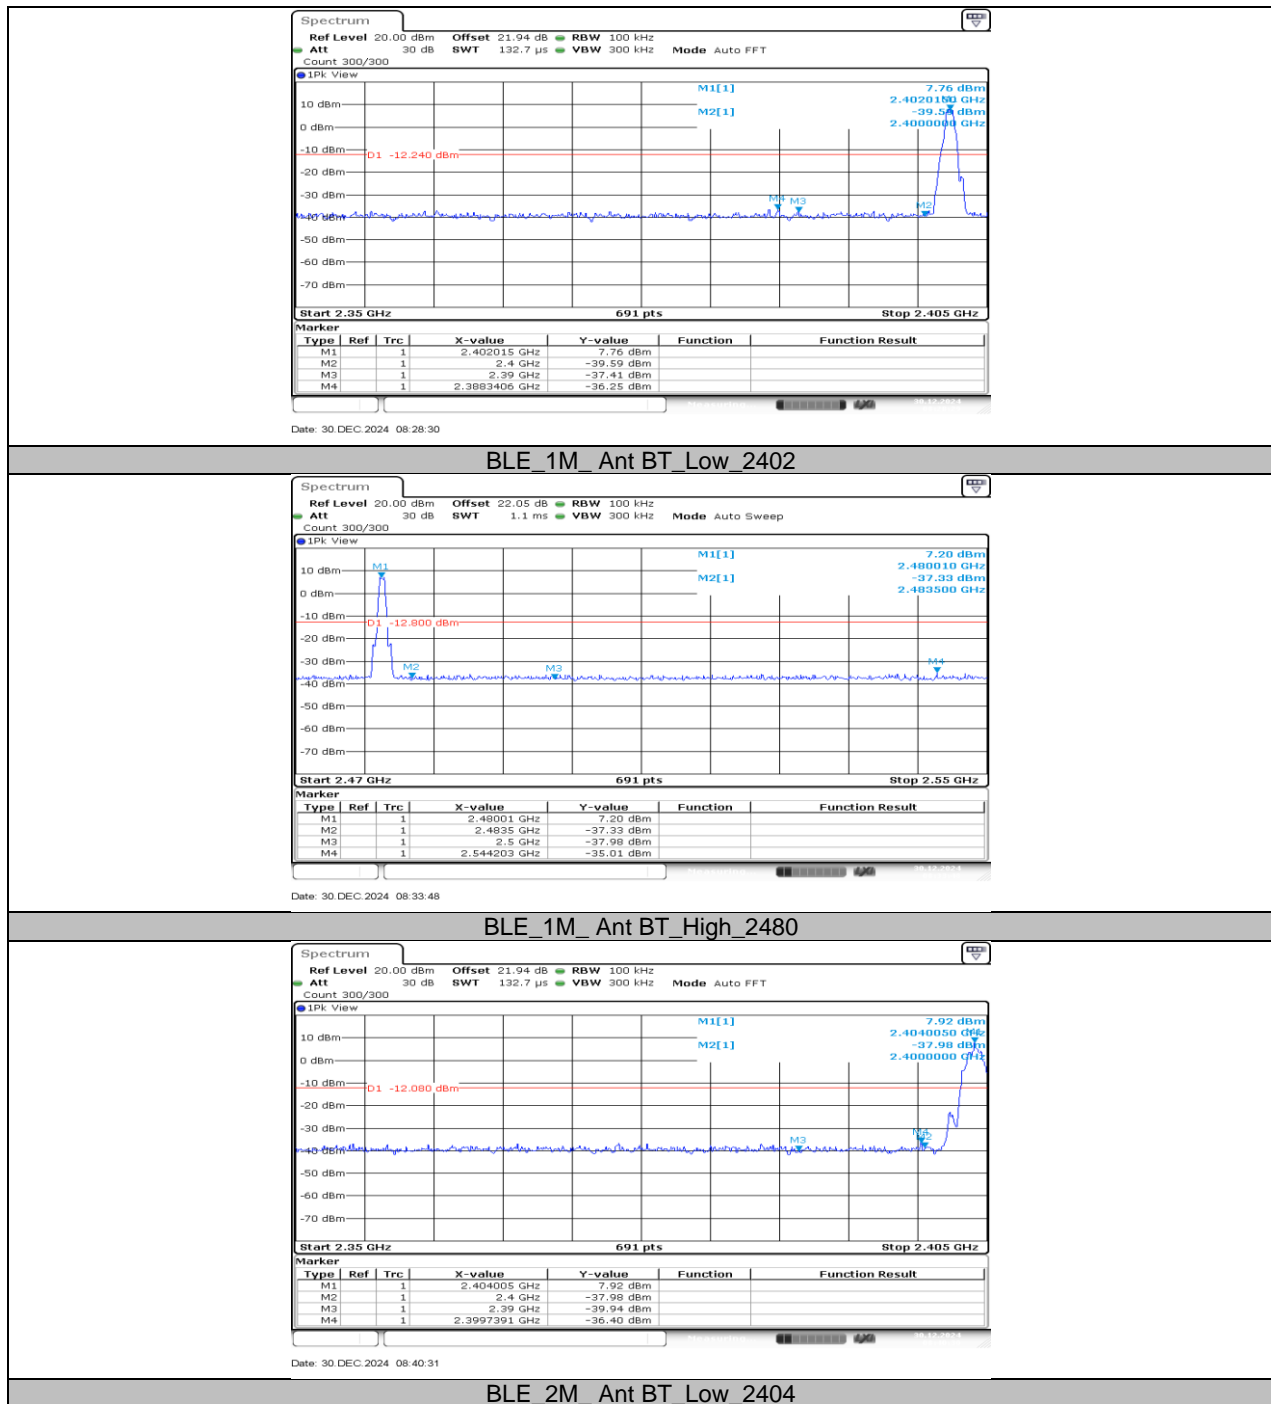 Spectrum
Ref Level 20.00 dBm Offset 21.94 dB RBW 100 kHz
Att 30 dB SWT 132.7 µs VBW 300 kHz Mode Auto FFT
Count 300/300
1Pk View
M1[1] 7.76 dBm
2.4020150 GHz
10 dBm
M2[1] -39.59 dBm
2.4000000 GHz
0 dBm
-10 dBm
D1 -12.240 dBm
-20 dBm
-30 dBm
M4 M3 M2
-40 dBm
-50 dBm
-60 dBm
-70 dBm
Start 2.35 GHz 691 pts Stop 2.405 GHz
Marker
Type Ref Trc X-value Y-value Function Function Result
M1 1 2.402015 GHz 7.76 dBm
M2 1 2.4 GHz -39.59 dBm
M3 1 2.39 GHz -37.41 dBm
M4 1 2.3883406 GHz -36.25 dBm
Date: 30.DEC.2024 08:28:30
BLE_1M_ Ant BT_Low_2402
Spectrum
Ref Level 20.00 dBm Offset 22.05 dB RBW 100 kHz
Att 30 dB SWT 1.1 ms VBW 300 kHz Mode Auto Sweep
Count 300/300
1Pk View
M1[1] 7.20 dBm
2.480010 GHz
10 dBm M1
M2[1] -37.33 dBm
2.483500 GHz
0 dBm
-10 dBm
D1 -12.800 dBm
-20 dBm
-30 dBm
M2 M3 M4
-40 dBm
-50 dBm
-60 dBm
-70 dBm
Start 2.47 GHz 691 pts Stop 2.55 GHz
Marker
Type Ref Trc X-value Y-value Function Function Result
M1 1 2.48001 GHz 7.20 dBm
M2 1 2.4835 GHz -37.33 dBm
M3 1 2.5 GHz -37.98 dBm
M4 1 2.544203 GHz -35.01 dBm
Date: 30.DEC.2024 08:33:48
BLE_1M_ Ant BT_High_2480
Spectrum
Ref Level 20.00 dBm Offset 21.94 dB RBW 100 kHz
Att 30 dB SWT 132.7 µs VBW 300 kHz Mode Auto FFT
Count 300/300
1Pk View
M1[1] 7.92 dBm
2.4040050 GHz
10 dBm
M2[1] -37.98 dBm
2.4000000 GHz
0 dBm
-10 dBm
D1 -12.080 dBm
-20 dBm
-30 dBm
M3 M4 M2
-40 dBm
-50 dBm
-60 dBm
-70 dBm
Start 2.35 GHz 691 pts Stop 2.405 GHz
Marker
Type Ref Trc X-value Y-value Function Function Result
M1 1 2.404005 GHz 7.92 dBm
M2 1 2.4 GHz -37.98 dBm
M3 1 2.39 GHz -39.94 dBm
M4 1 2.3997391 GHz -36.40 dBm
Date: 30.DEC.2024 08:40:31
BLE_2M_ Ant BT_Low_2404